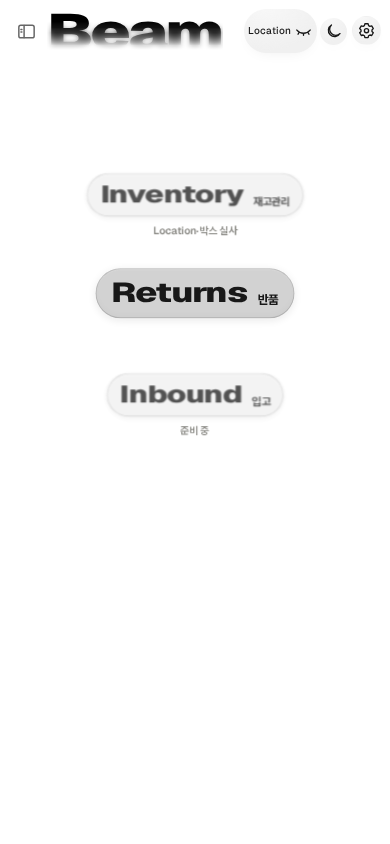 Beam
Location
Inventory 재고관리
Location·박스 실사
Returns 반품
Inbound 입고
준비 중